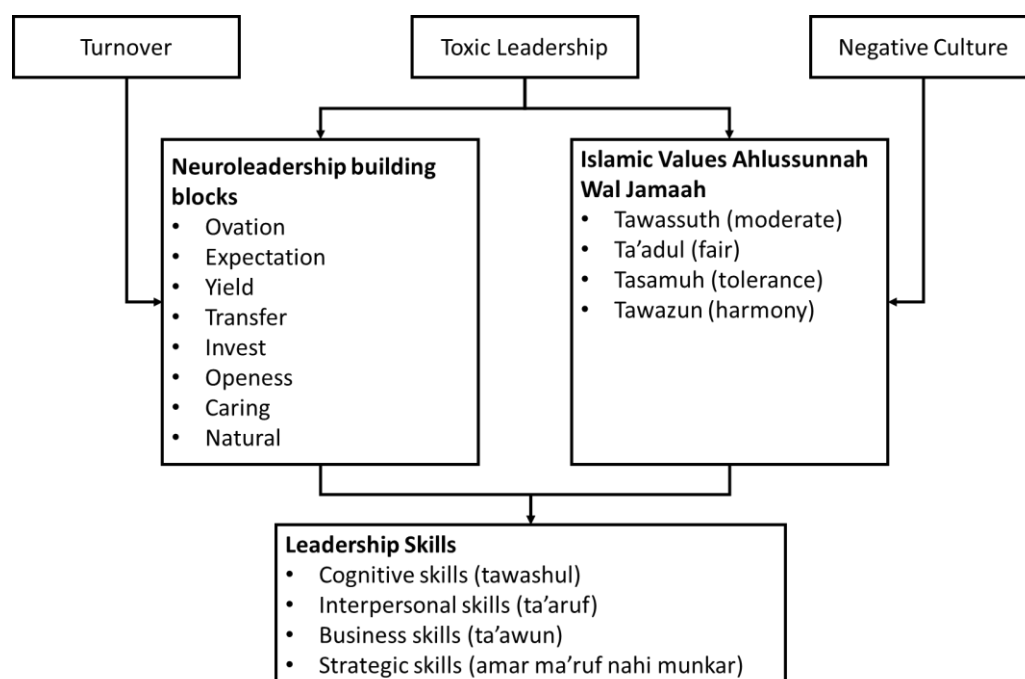 Turnover
Toxic Leadership
Negative Culture
Neuroleadership building
blocks
• Ovation
• Expectation
• Yield
• Transfer
• Invest
• Openess
• Caring
• Natural
Islamic Values Ahlussunnah
Wal Jamaah
• Tawassuth (moderate)
• Ta’adul (fair)
• Tasamuh (tolerance)
• Tawazun (harmony)
Leadership Skills
• Cognitive skills (tawashul)
• Interpersonal skills (ta’aruf)
• Business skills (ta’awun)
• Strategic skills (amar ma’ruf nahi munkar)